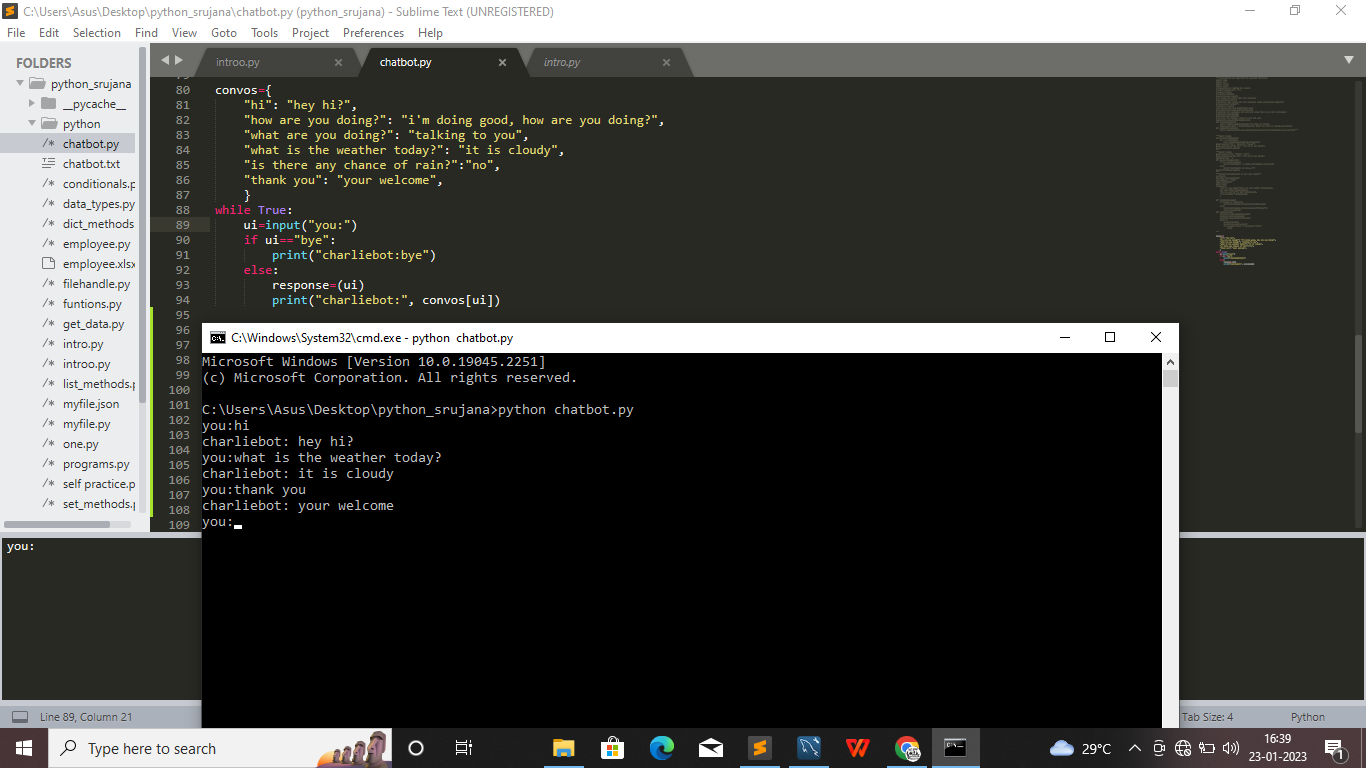 C:\Users\Asus\Desktop\python_srujana\chatbot.py (python_srujana) - Sublime Text (UNREGISTERED)
File Edit Selection Find View Goto Tools Project Preferences Help
FOLDERS
python_srujana
__pycache__
python
chatbot.py
chatbot.txt
conditionals.p
data_types.py
dict_methods
employee.py
employee.xlsx
filehandle.py
funtions.py
get_data.py
intro.py
introo.py
list_methods.p
myfile.json
myfile.py
one.py
programs.py
self practice.p
set_methods.p
introo.py chatbot.py intro.py
80 convos={
81 "hi": "hey hi?",
82 "how are you doing?": "i'm doing good, how are you doing?",
83 "what are you doing?": "talking to you",
84 "what is the weather today?": "it is cloudy",
85 "is there any chance of rain?":"no",
86 "thank you": "your welcome",
87 }
88 while True:
89 ui=input("you:")
90 if ui=="bye":
91 print("charliebot:bye")
92 else:
93 response=(ui)
94 print("charliebot:", convos[ui])
95
96
97
98
99
100
101
102
103
104
105
106
107
108
109
C:\Windows\System32\cmd.exe - python chatbot.py
Microsoft Windows [Version 10.0.19045.2251]
(c) Microsoft Corporation. All rights reserved.
C:\Users\Asus\Desktop\python_srujana>python chatbot.py
you:hi
charliebot: hey hi?
you:what is the weather today?
charliebot: it is cloudy
you:thank you
charliebot: your welcome
you:
you:
Line 89, Column 21
Tab Size: 4 Python
Type here to search
29°C
16:39
23-01-2023
1